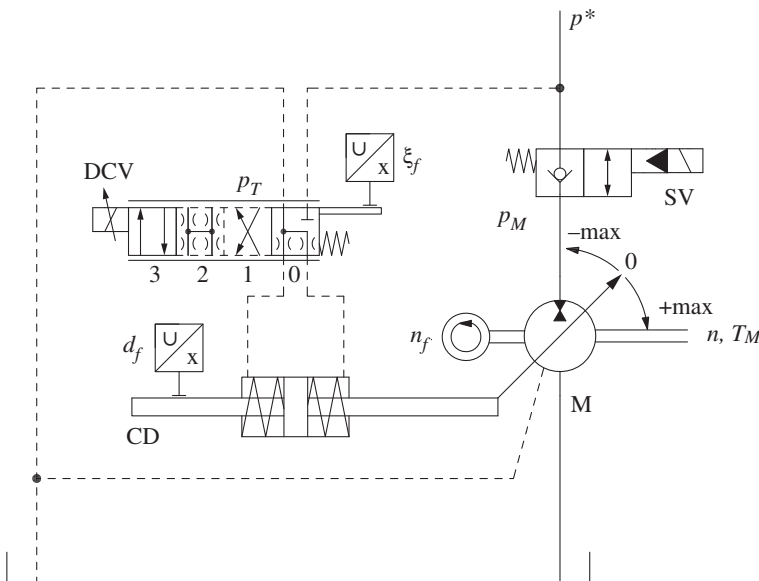 p*
∪
x
ξf
DCV
pT
SV
pM
3 2 1 0
–max
0
+max
∪
x
df
nf
n, TM
CD
M